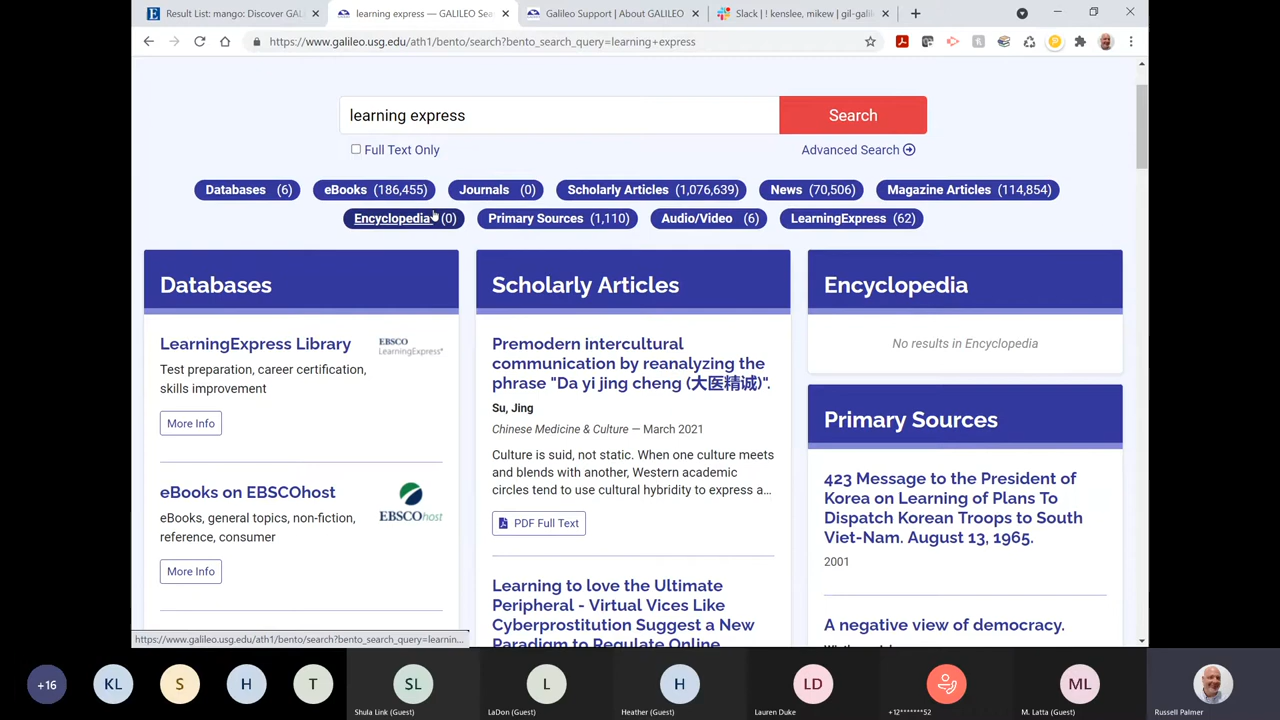 Result List: mango: Discover GAL
learning express — GALILEO Sea
Galileo Support | About GALILEO
Slack | ! kenslee, mikew | gil-gali
https://www.galileo.usg.edu/ath1/bento/search?bento_search_query=learning+express
learning express
Search
Full Text Only
Advanced Search
Databases (6)
eBooks (186,455)
Journals (0)
Scholarly Articles (1,076,639)
News (70,506)
Magazine Articles (114,854)
Encyclopedia (0)
Primary Sources (1,110)
Audio/Video (6)
LearningExpress (62)
Databases
LearningExpress Library
EBSCO
LearningExpress
Test preparation, career certification,
skills improvement
More Info
eBooks on EBSCOhost
EBSCOhost
eBooks, general topics, non-fiction,
reference, consumer
More Info
Scholarly Articles
Premodern intercultural
communication by reanalyzing the
phrase "Da yi jing cheng (大医精诚)".
Su, Jing
Chinese Medicine & Culture — March 2021
Culture is suid, not static. When one culture meets
and blends with another, Western academic
circles tend to use cultural hybridity to express a...
PDF Full Text
Learning to love the Ultimate
Peripheral - Virtual Vices Like
Cyberprostitution Suggest a New
Paradigm to Regulate Online
Encyclopedia
No results in Encyclopedia
Primary Sources
423 Message to the President of
Korea on Learning of Plans To
Dispatch Korean Troops to South
Viet-Nam. August 13, 1965.
2001
A negative view of democracy.
https://www.galileo.usg.edu/ath1/bento/search?bento_search_query=learnin...
+16
KL
S
H
T
SL
Shula Link (Guest)
L
LaDon (Guest)
H
Heather (Guest)
LD
Lauren Duke
+12*******52
ML
M. Latta (Guest)
Russell Palmer